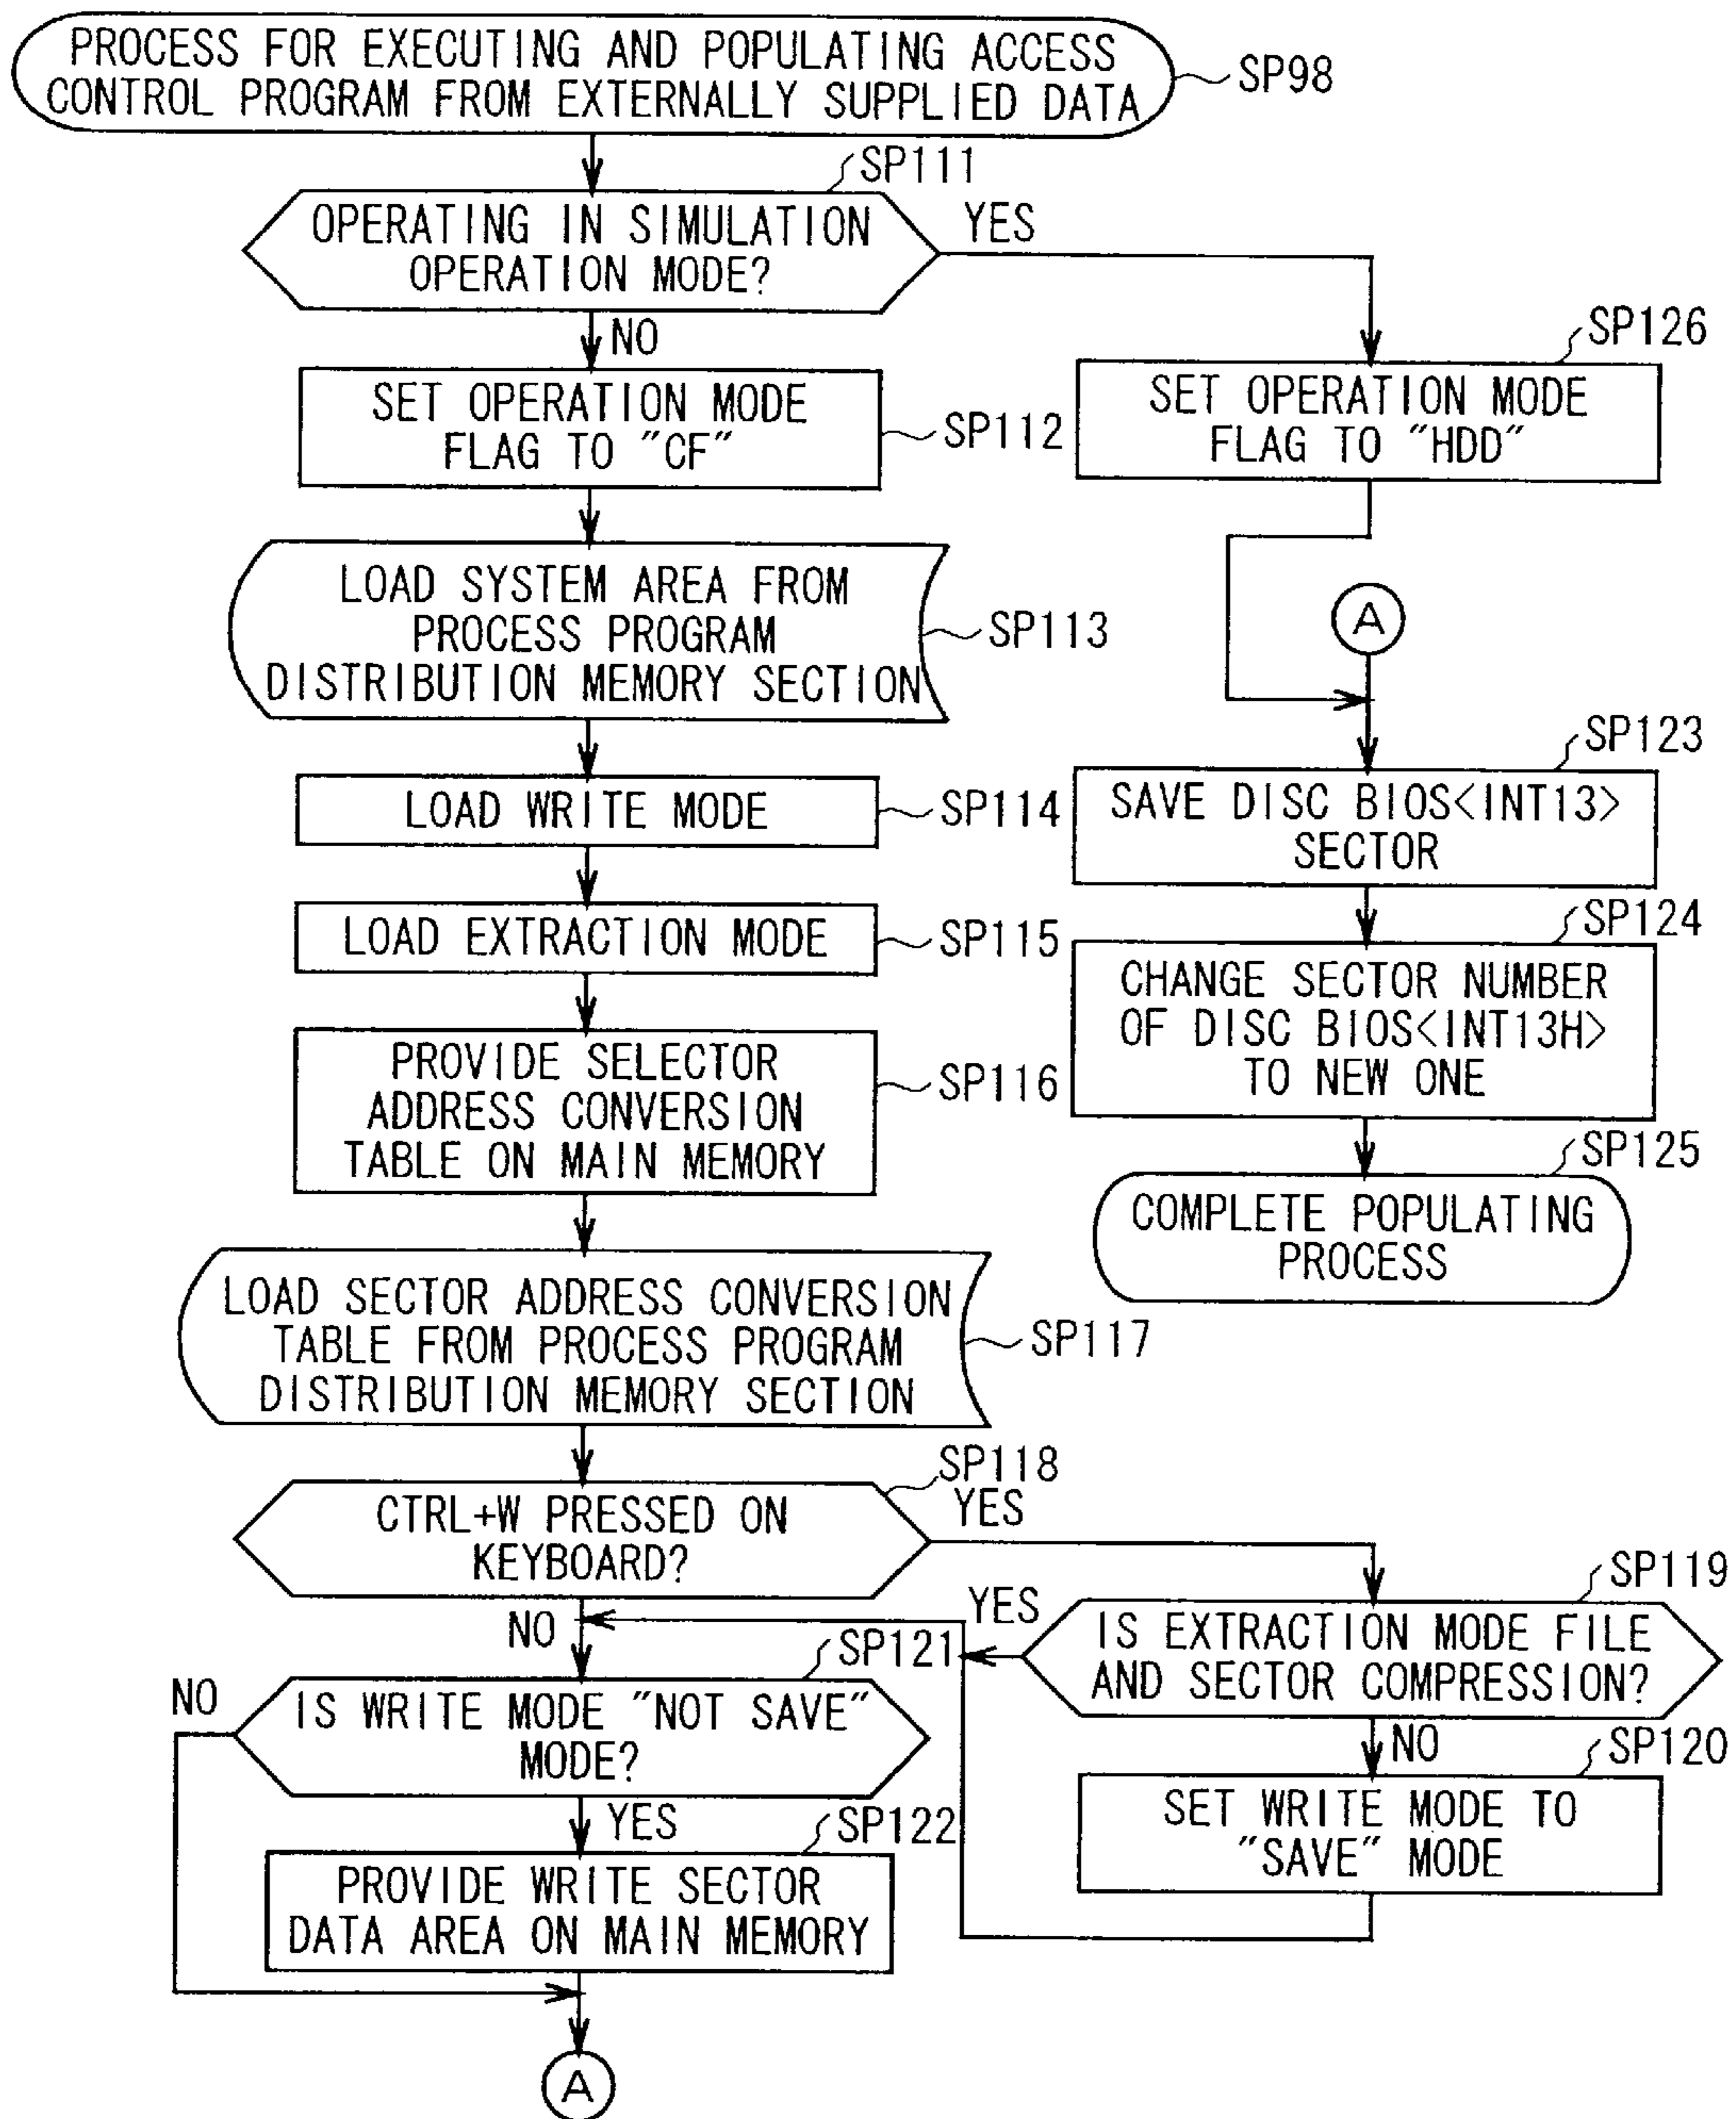 PROCESS FOR EXECUTING AND POPULATING ACCESS
CONTROL PROGRAM FROM EXTERNALLY SUPPLIED DATA
SP98
SP111
OPERATING IN SIMULATION
OPERATION MODE?
YES
NO
SP126
SET OPERATION MODE
FLAG TO "CF"
SP112
SET OPERATION MODE
FLAG TO "HDD"
LOAD SYSTEM AREA FROM
PROCESS PROGRAM
DISTRIBUTION MEMORY SECTION
SP113
A
SP123
LOAD WRITE MODE
SP114
SAVE DISC BIOS<INT13>
SECTOR
LOAD EXTRACTION MODE
SP115
SP124
CHANGE SECTOR NUMBER
OF DISC BIOS<INT13H>
TO NEW ONE
PROVIDE SELECTOR
ADDRESS CONVERSION
TABLE ON MAIN MEMORY
SP116
SP125
COMPLETE POPULATING
PROCESS
LOAD SECTOR ADDRESS CONVERSION
TABLE FROM PROCESS PROGRAM
DISTRIBUTION MEMORY SECTION
SP117
SP118
CTRL+W PRESSED ON
KEYBOARD?
YES
NO
SP119
YES
IS EXTRACTION MODE FILE
AND SECTOR COMPRESSION?
NO
SP121
NO
IS WRITE MODE "NOT SAVE"
MODE?
YES
SP120
SET WRITE MODE TO
"SAVE" MODE
SP122
PROVIDE WRITE SECTOR
DATA AREA ON MAIN MEMORY
A